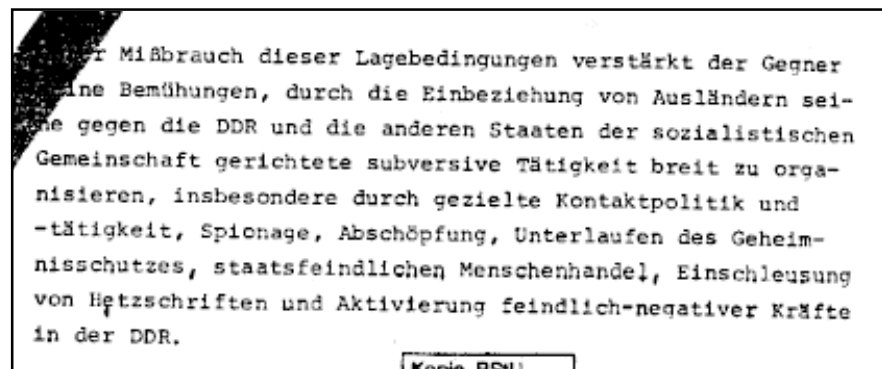 Mißbrauch dieser Lagebedingungen verstärkt der Gegner
Bemühungen, durch die Einbeziehung von Ausländern sei-
ne gegen die DDR und die anderen Staaten der sozialistischen
Gemeinschaft gerichtete subversive Tätigkeit breit zu orga-
nisieren, insbesondere durch gezielte Kontaktpolitik und
-tätigkeit, Spionage, Abschöpfung, Unterlaufen des Geheim-
nisschutzes, staatsfeindlichen Menschenhandel, Einschleusung
von Hetzschriften und Aktivierung feindlich-negativer Kräfte
in der DDR.
Kopie BStU